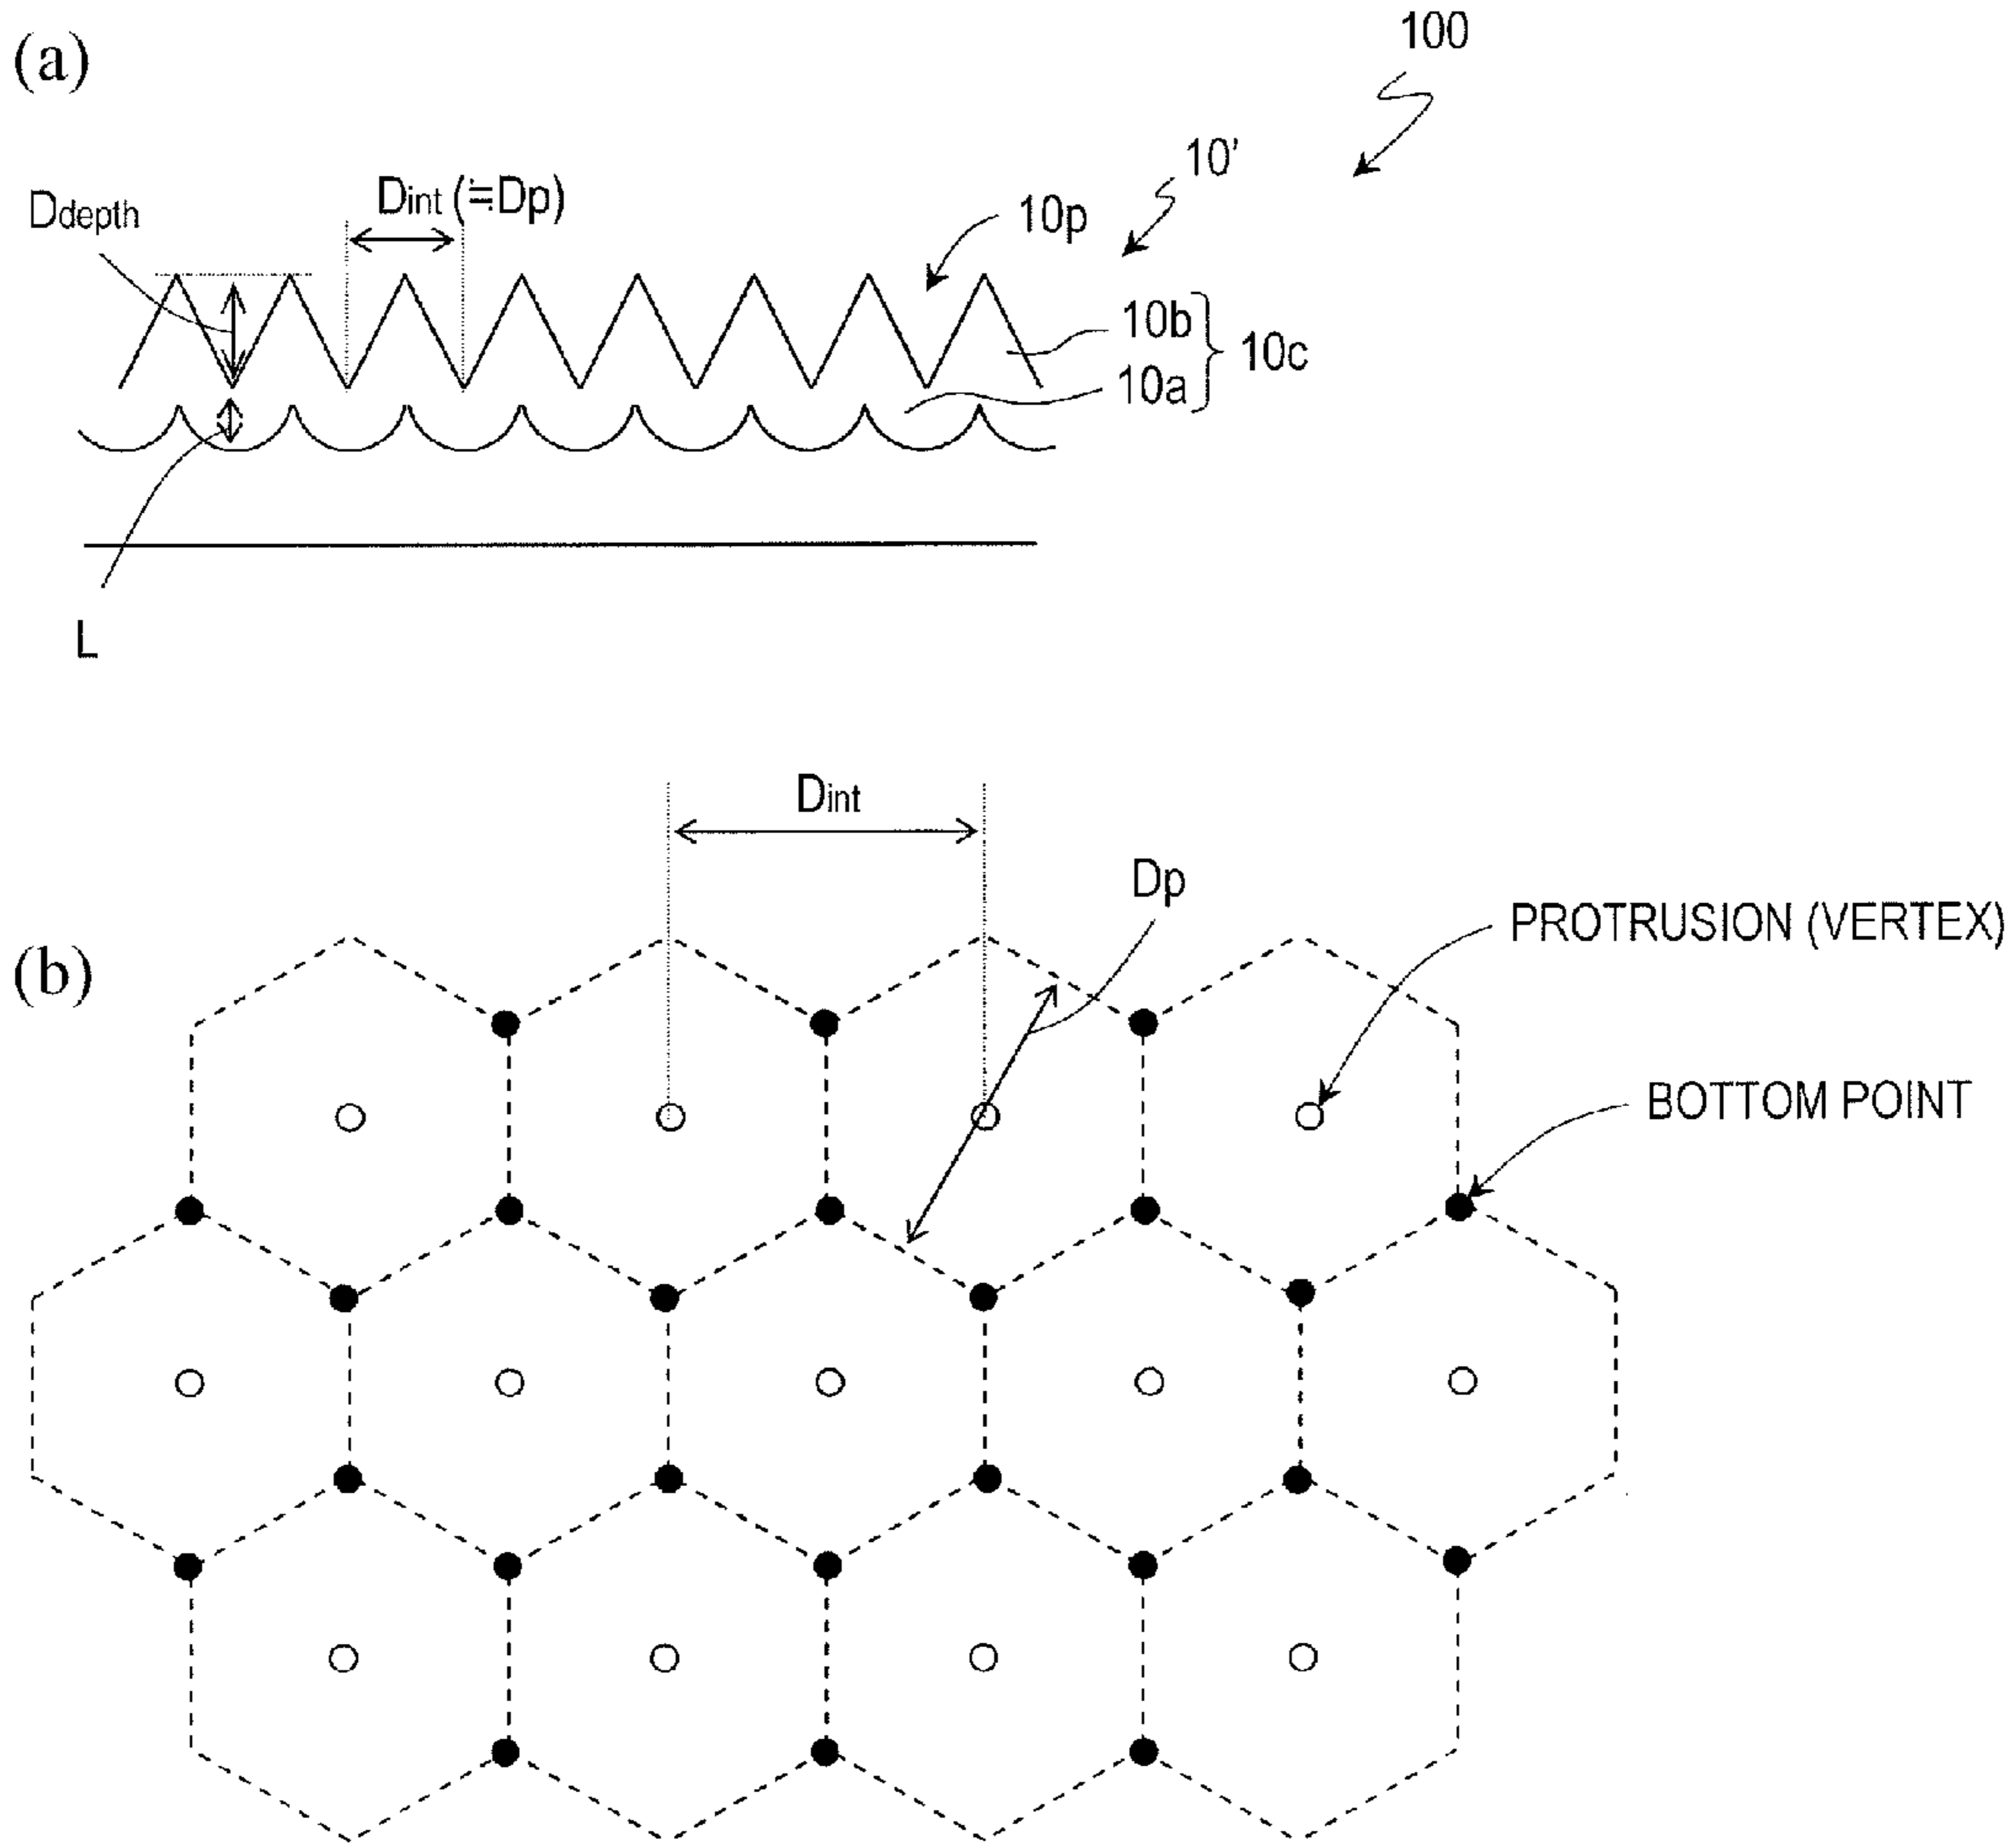 (a)
100
10'
Ddepth
Dint (≒Dp)
10p
10b
10c
10a
L
Dint
Dp
(b)
PROTRUSION (VERTEX)
BOTTOM POINT